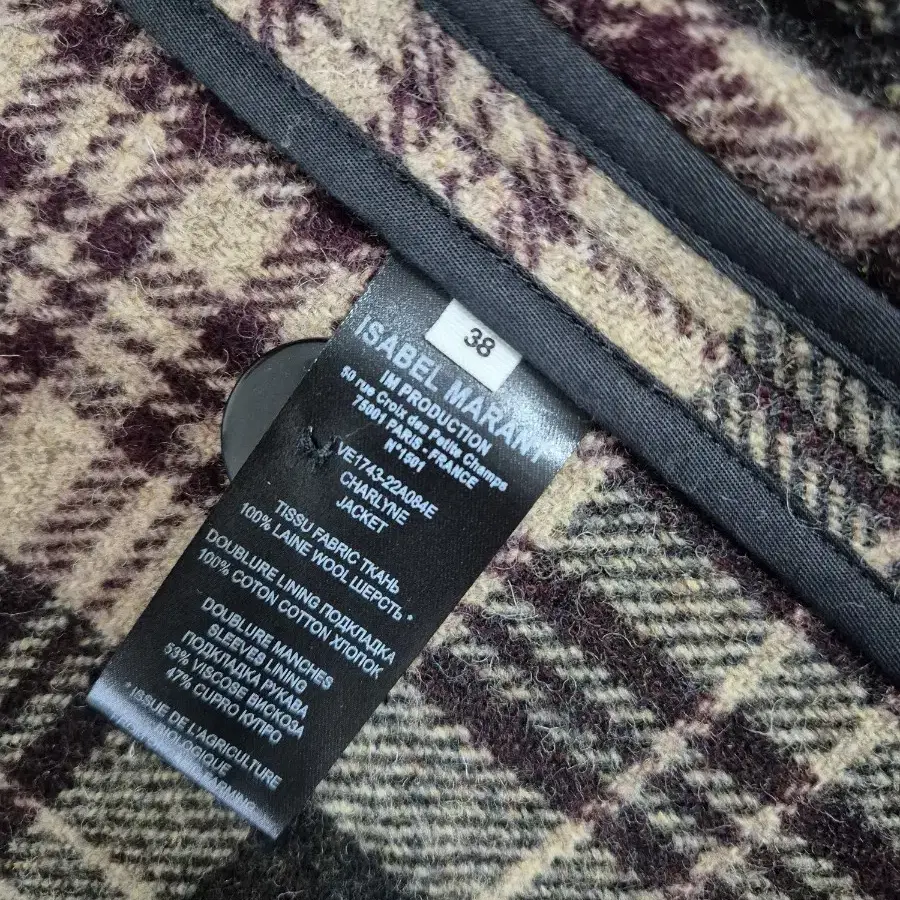 38
ISABEL MARANT
IM PRODUCTION
50 rue Croix des Petits Champs
75001 PARIS - FRANCE
N°1501
VE1743-22A084E
CHARLYNE
JACKET
TISSU FABRIC ТКАНЬ
100% LAINE WOOL ШЕРСТЬ *
DOUBLURE LINING ПОДКЛАДКА
100% COTON COTTON ХЛОПОК
DOUBLURE MANCHES
SLEEVES LINING
ПОДКЛАДКА РУКАВА
53% VISCOSE ВИСКОЗА
47% CUPRO КУПРО
* ISSUE DE L'AGRICULTURE
BIOLOGIQUE